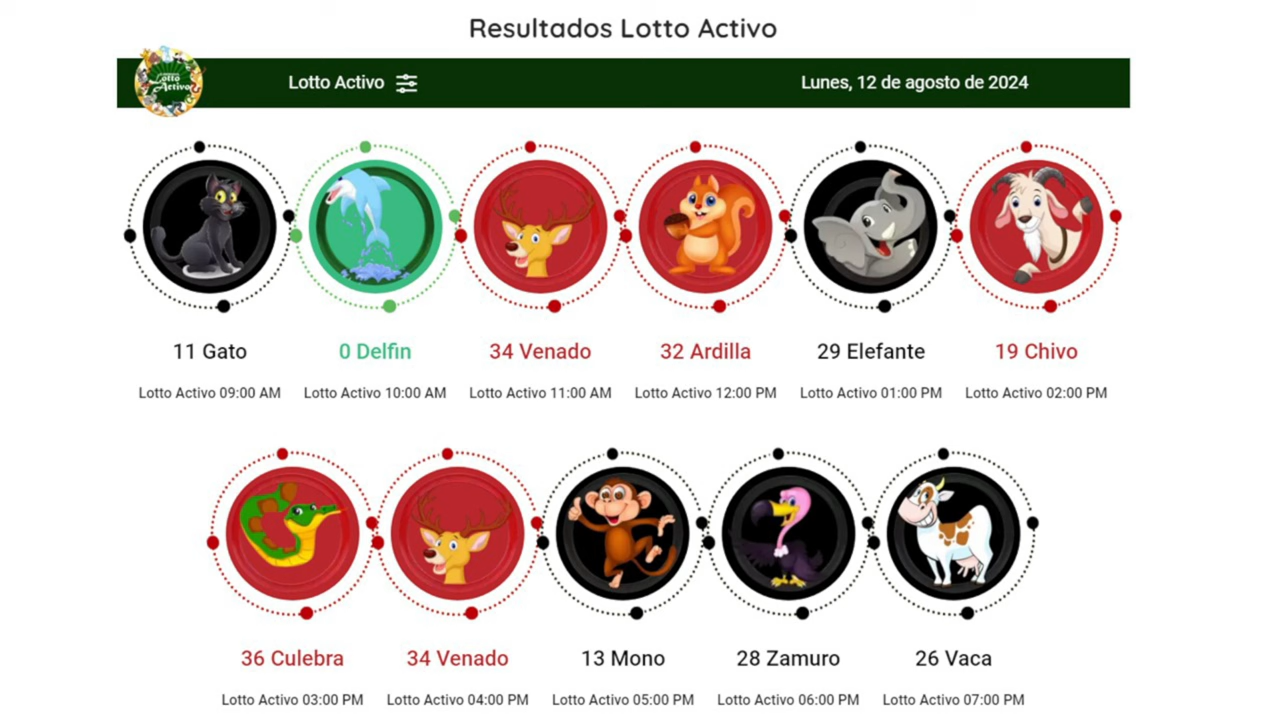 Resultados Lotto Activo
Lotto Activo
Lotto Activo
Lunes, 12 de agosto de 2024
11 Gato
0 Delfin
34 Venado
32 Ardilla
29 Elefante
19 Chivo
Lotto Activo 09:00 AM
Lotto Activo 10:00 AM
Lotto Activo 11:00 AM
Lotto Activo 12:00 PM
Lotto Activo 01:00 PM
Lotto Activo 02:00 PM
36 Culebra
34 Venado
13 Mono
28 Zamuro
26 Vaca
Lotto Activo 03:00 PM
Lotto Activo 04:00 PM
Lotto Activo 05:00 PM
Lotto Activo 06:00 PM
Lotto Activo 07:00 PM